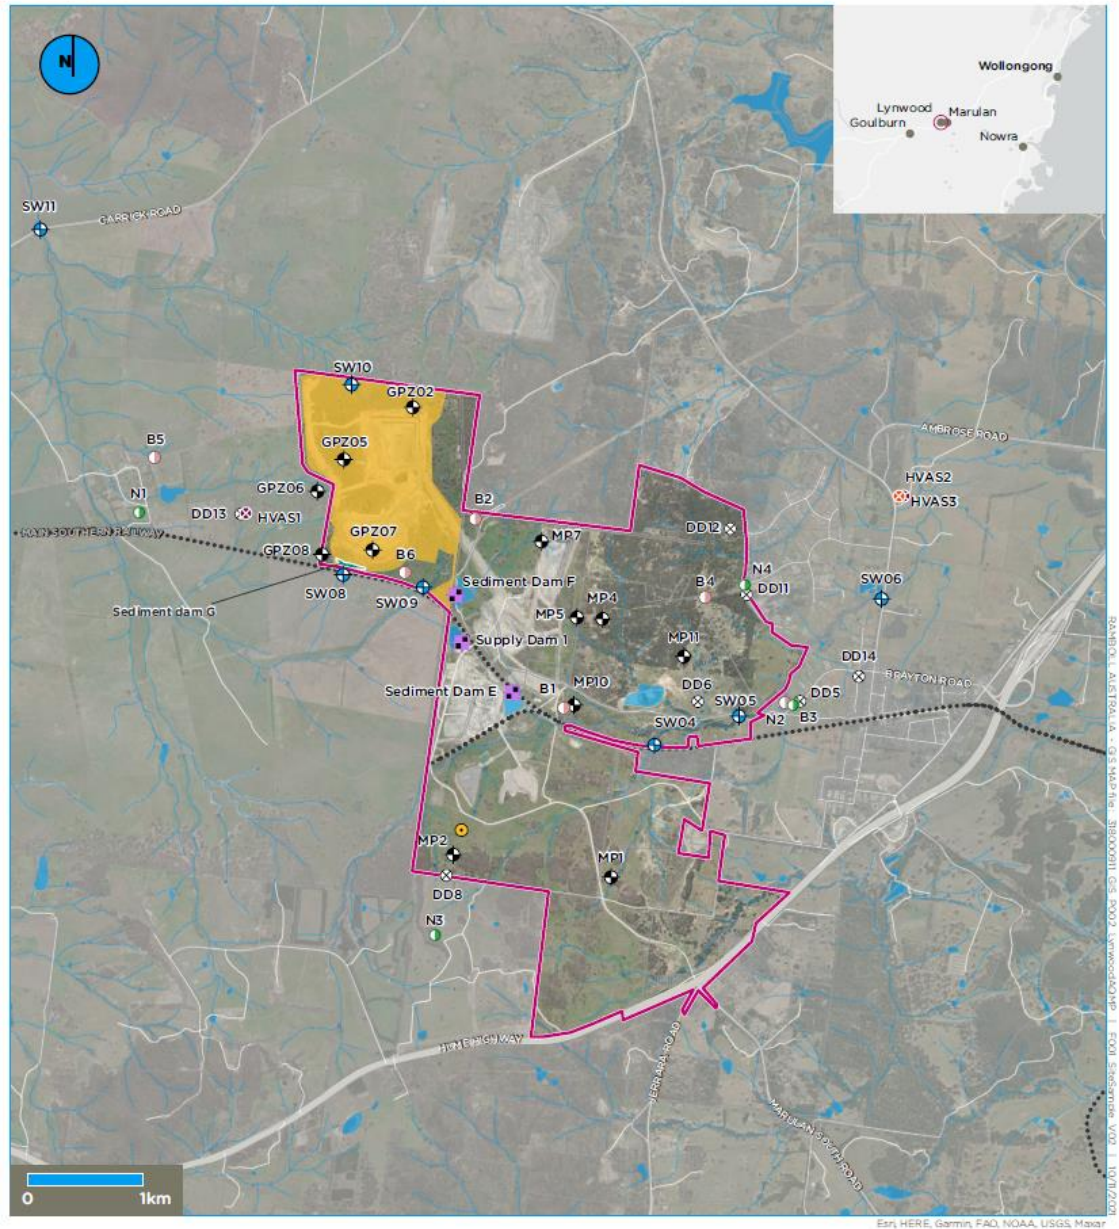 N
Wollongong
Lynwood
Marulan
Goulburn
Nowra
SW11
CARRICK ROAD
SW10
GPZ02
AMBROSE ROAD
B5
GPZ05
HVAS2
GPZ06
B2
HVAS3
N1
DD13
HVAS1
DD12
MAIN SOUTHERN RAILWAY
GPZ07
MP7
GPZ08
B6
N4
Sediment Dam F
B4
DD11
SW06
SW08
SW09
MP4
Sediment dam G
MP5
Supply Dam 1
MP11
DD14
BRAYTON ROAD
Sediment Dam E
B1
MP10
DD6
DD5
SW05
N2
B3
SW04
MP2
MP1
DD8
N3
HUME HIGHWAY
JERRARA ROAD
MARULAN SOUTH ROAD
0
1km
Esri, HERE, Garmin, FAO, NOAA, USGS, Maxar